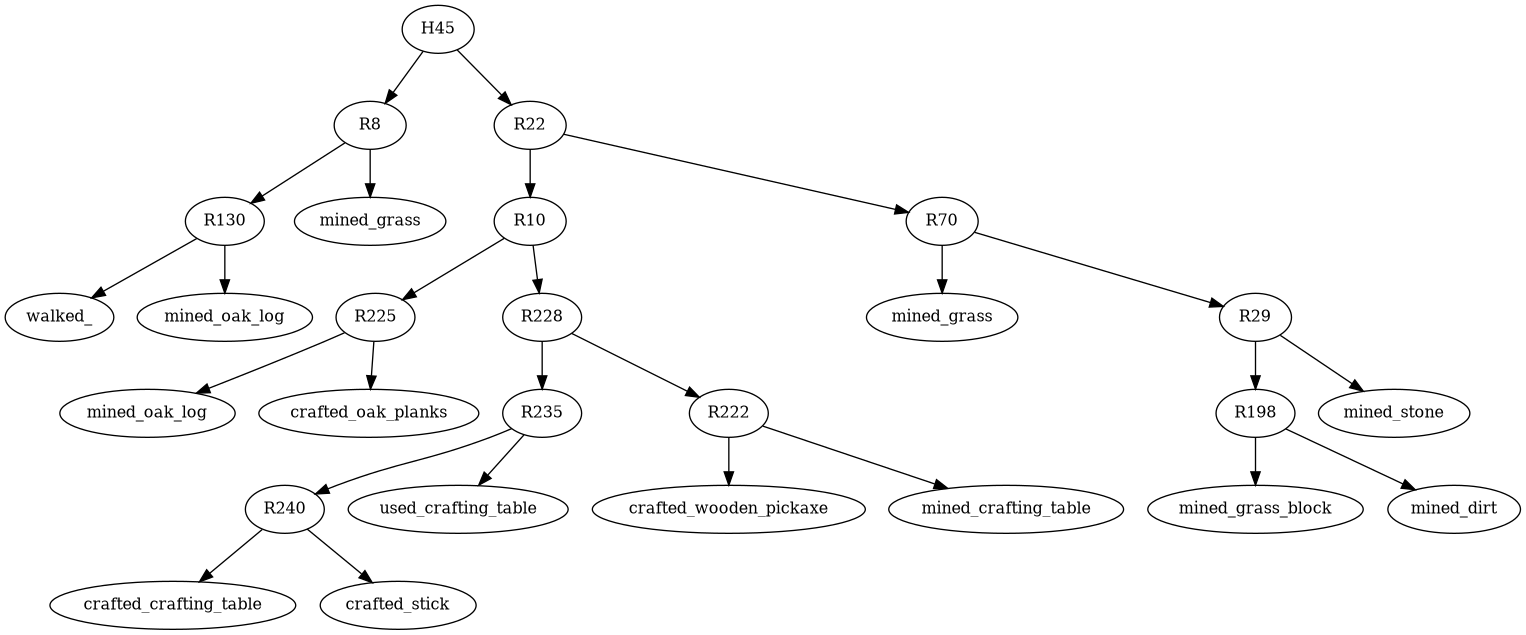 H45
R8
R22
R130
mined_grass
R10
R70
walked_
mined_oak_log
R225
R228
mined_grass
R29
mined_oak_log
crafted_oak_planks
R235
R222
R198
mined_stone
R240
used_crafting_table
crafted_wooden_pickaxe
mined_crafting_table
mined_grass_block
mined_dirt
crafted_crafting_table
crafted_stick